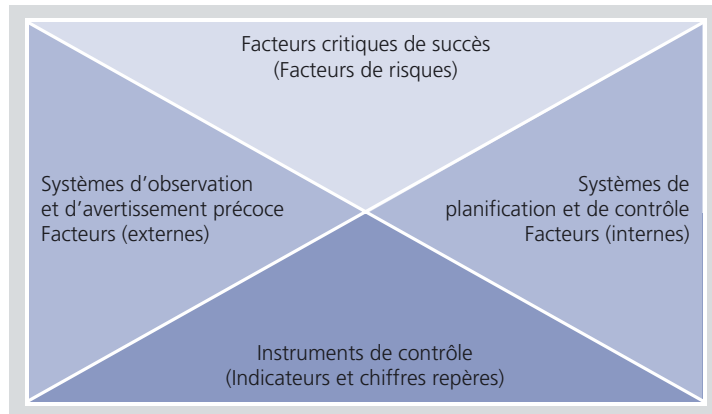 Facteurs critiques de succès
(Facteurs de risques)
Systèmes d'observation
et d'avertissement précoce
Facteurs (externes)
Systèmes de
planification et de contrôle
Facteurs (internes)
Instruments de contrôle
(Indicateurs et chiffres repères)